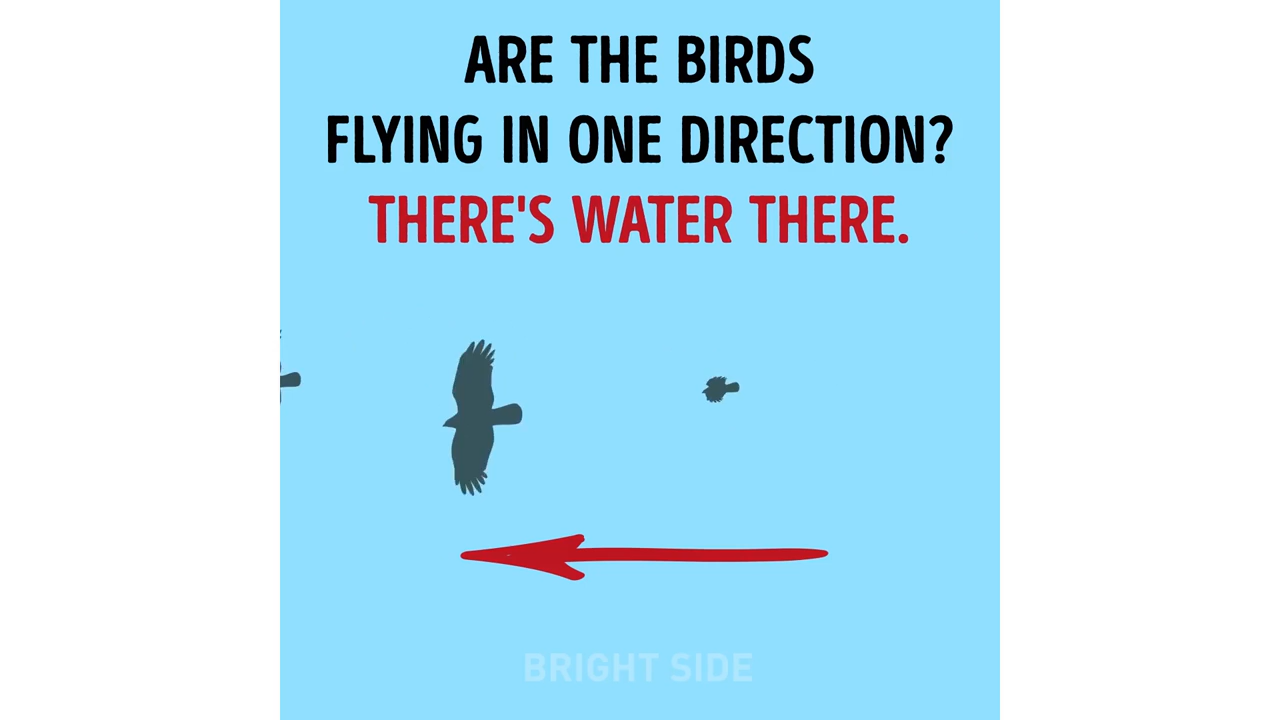 ARE THE BIRDS
FLYING IN ONE DIRECTION?
THERE'S WATER THERE.
BRIGHT SIDE